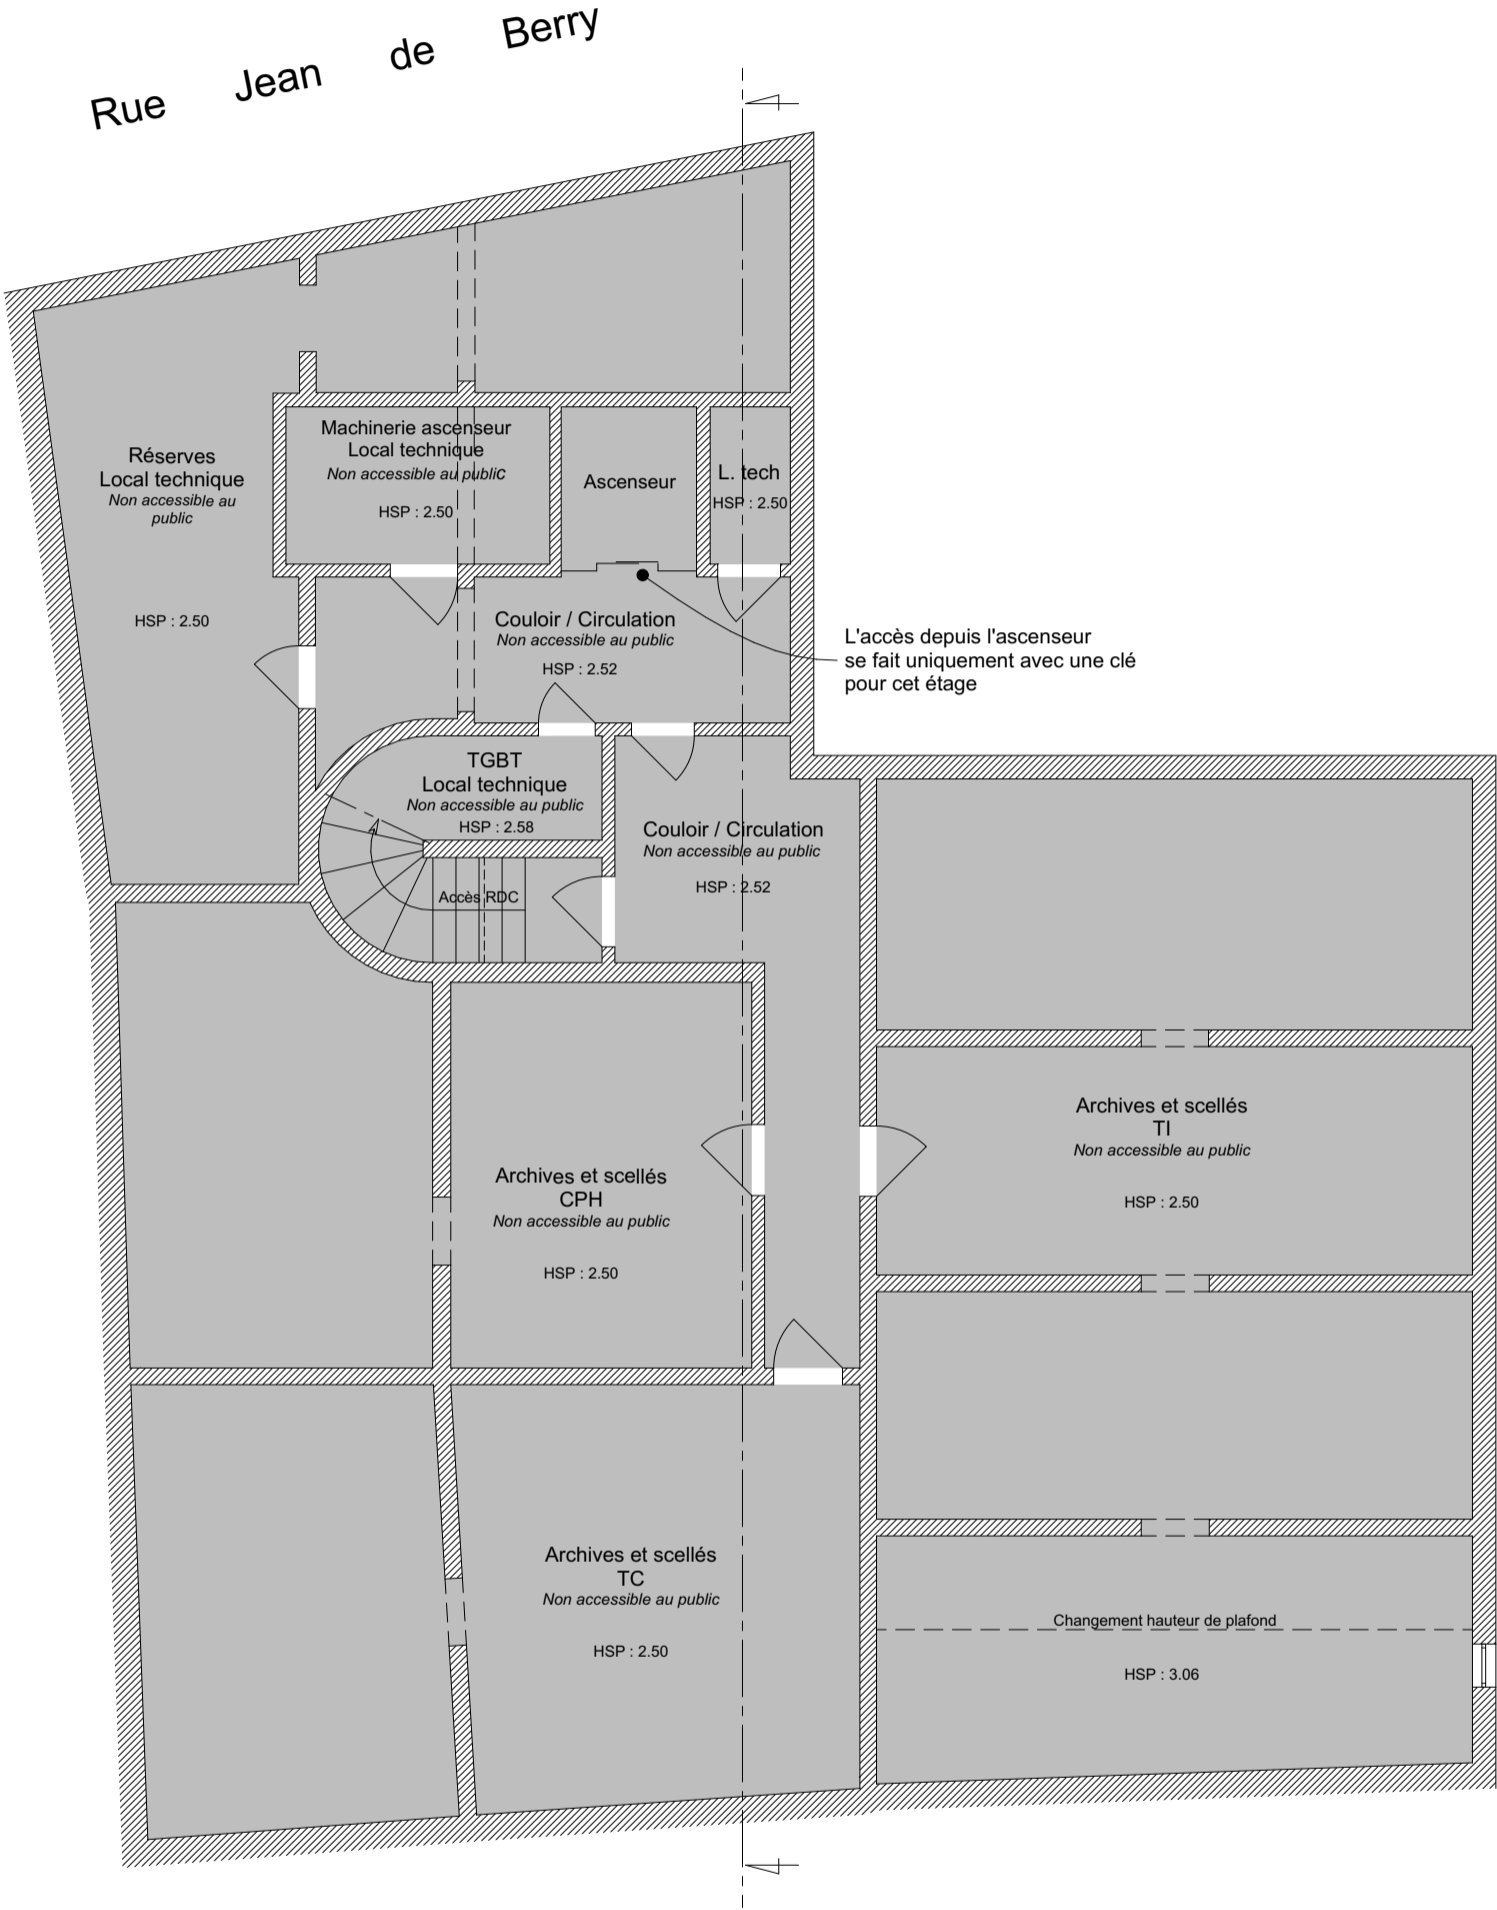 Rue Jean de Berry
Réserves
Local technique
Non accessible au
public
HSP : 2.50
Machinerie ascenseur
Local technique
Non accessible au public
HSP : 2.50
Ascenseur
L. tech
HSP : 2.50
Couloir / Circulation
Non accessible au public
HSP : 2.52
L'accès depuis l'ascenseur
se fait uniquement avec une clé
pour cet étage
TGBT
Local technique
Non accessible au public
HSP : 2.58
Accès RDC
Couloir / Circulation
Non accessible au public
HSP : 2.52
Archives et scellés
CPH
Non accessible au public
HSP : 2.50
Archives et scellés
TI
Non accessible au public
HSP : 2.50
Archives et scellés
TC
Non accessible au public
HSP : 2.50
Changement hauteur de plafond
HSP : 3.06